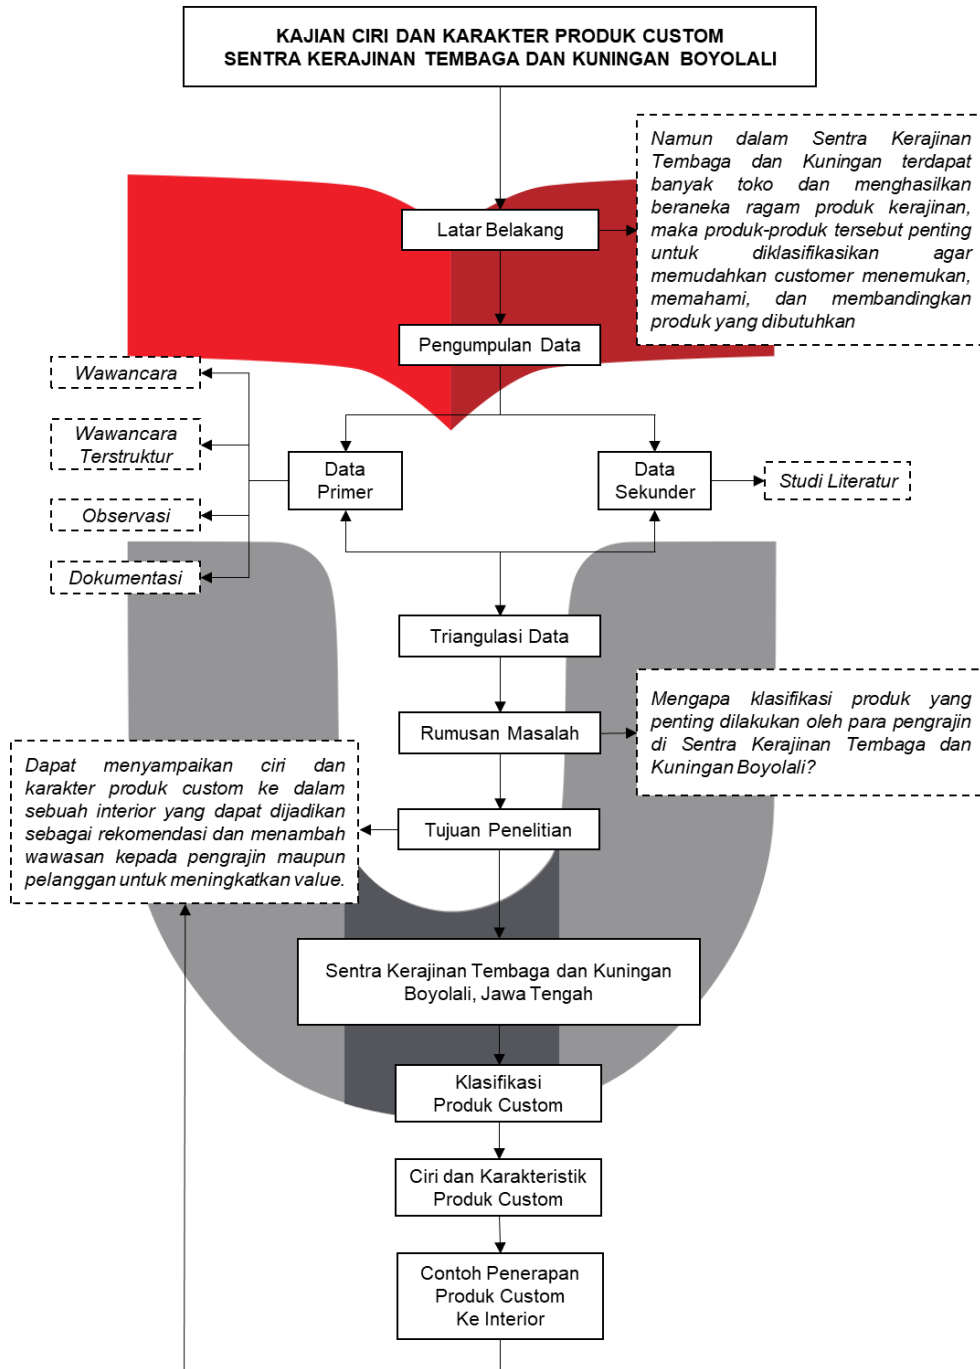 KAJIAN CIRI DAN KARAKTER PRODUK CUSTOM
SENTRA KERAJINAN TEMBAGA DAN KUNINGAN BOYOLALI
Namun dalam Sentra Kerajinan
Tembaga dan Kuningan terdapat
banyak toko dan menghasilkan
beraneka ragam produk kerajinan,
maka produk-produk tersebut penting
untuk diklasifikasikan agar
memudahkan customer menemukan,
memahami, dan membandingkan
produk yang dibutuhkan
Latar Belakang
Pengumpulan Data
Wawancara
Wawancara
Terstruktur
Observasi
Dokumentasi
Data
Primer
Data
Sekunder
Studi Literatur
Triangulasi Data
Rumusan Masalah
Mengapa klasifikasi produk yang
penting dilakukan oleh para pengrajin
di Sentra Kerajinan Tembaga dan
Kuningan Boyolali?
Dapat menyampaikan ciri dan
karakter produk custom ke dalam
sebuah interior yang dapat dijadikan
sebagai rekomendasi dan menambah
wawasan kepada pengrajin maupun
pelanggan untuk meningkatkan value.
Tujuan Penelitian
Sentra Kerajinan Tembaga dan Kuningan
Boyolali, Jawa Tengah
Klasifikasi
Produk Custom
Ciri dan Karakteristik
Produk Custom
Contoh Penerapan
Produk Custom
Ke Interior